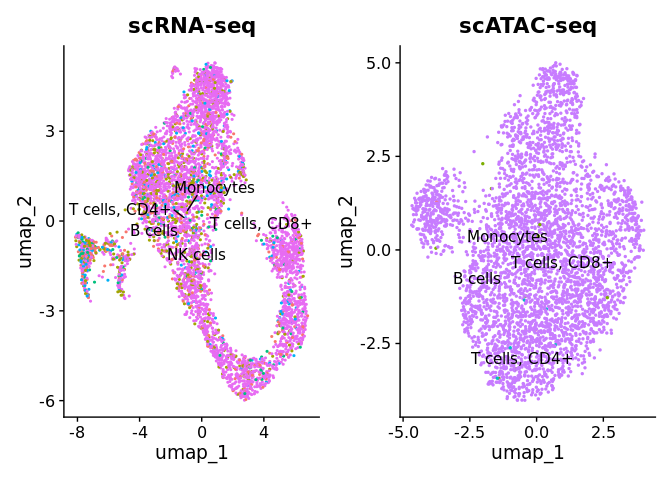 scRNA-seq
umap_2
3
0
-3
-6
Monocytes
T cells, CD4+
T cells, CD8+
B cells
NK cells
-8
-4
0
4
umap_1
scATAC-seq
umap_2
5.0
2.5
0.0
-2.5
Monocytes
T cells, CD8+
B cells
T cells, CD4+
-5.0
-2.5
0.0
2.5
umap_1